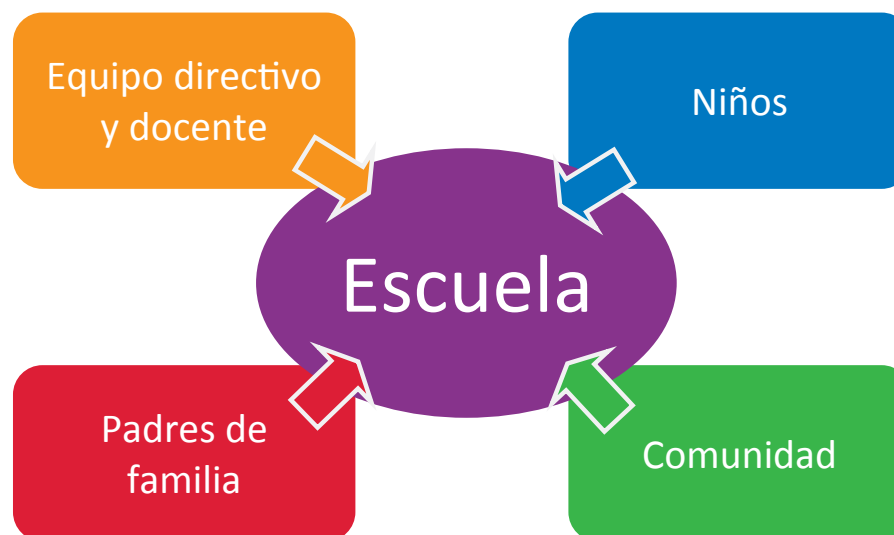 Equipo directivo
y docente
Niños
Escuela
Padres de
familia
Comunidad